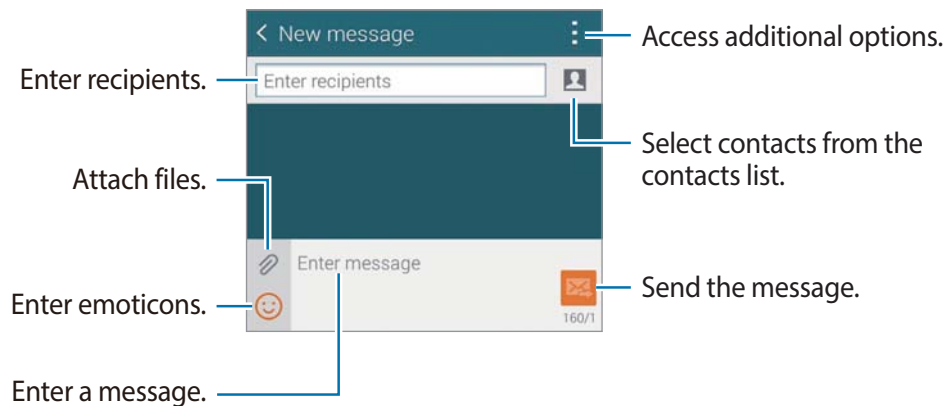 New message
Access additional options.
Enter recipients.
Enter recipients
Select contacts from the
contacts list.
Attach files.
Enter message
Enter emoticons.
Send the message.
160/1
Enter a message.